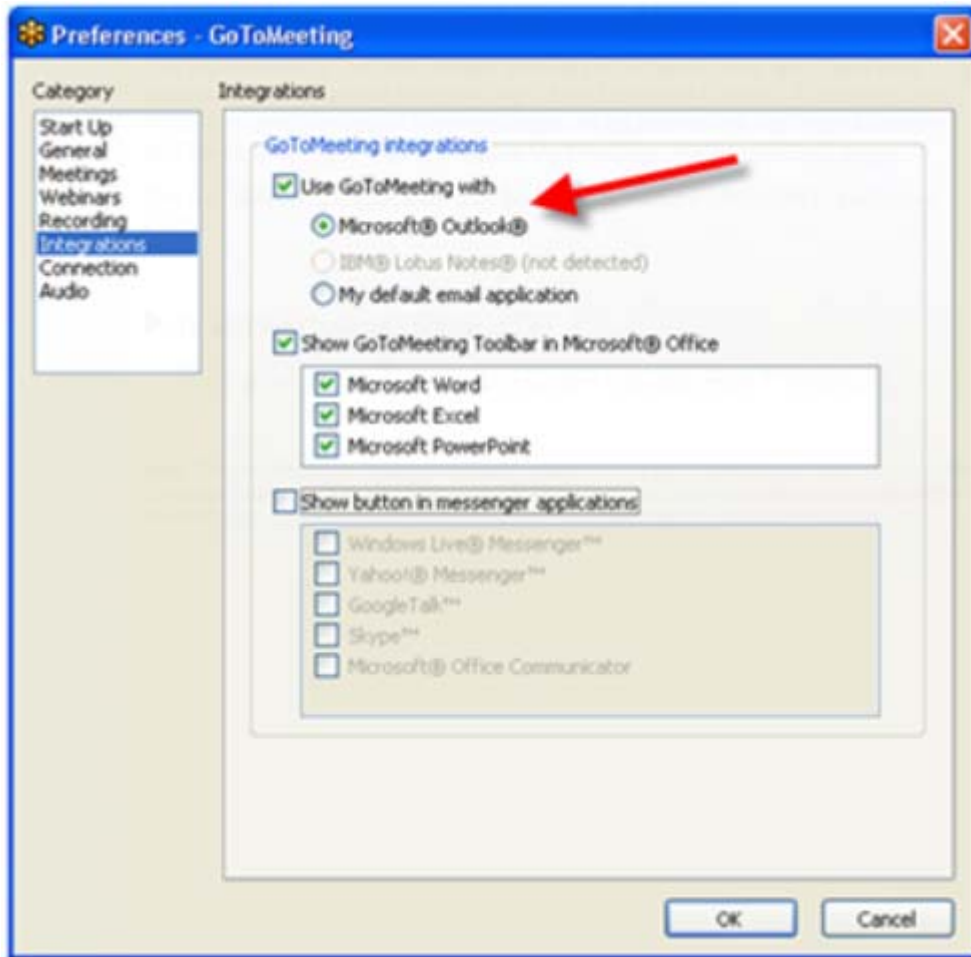 Preferences - GoToMeeting
Category
Integrations
Start Up
General
Meetings
Webinars
Recording
Integrations
Connection
Audio
GoToMeeting integrations
Use GoToMeeting with
Microsoft® Outlook®
IBM® Lotus Notes® (not detected)
My default email application
Show GoToMeeting Toolbar in Microsoft® Office
Microsoft Word
Microsoft Excel
Microsoft PowerPoint
Show button in messenger applications
Windows Live® Messenger™
Yahoo!® Messenger™
GoogleTalk™
Skype™
Microsoft® Office Communicator
OK
Cancel